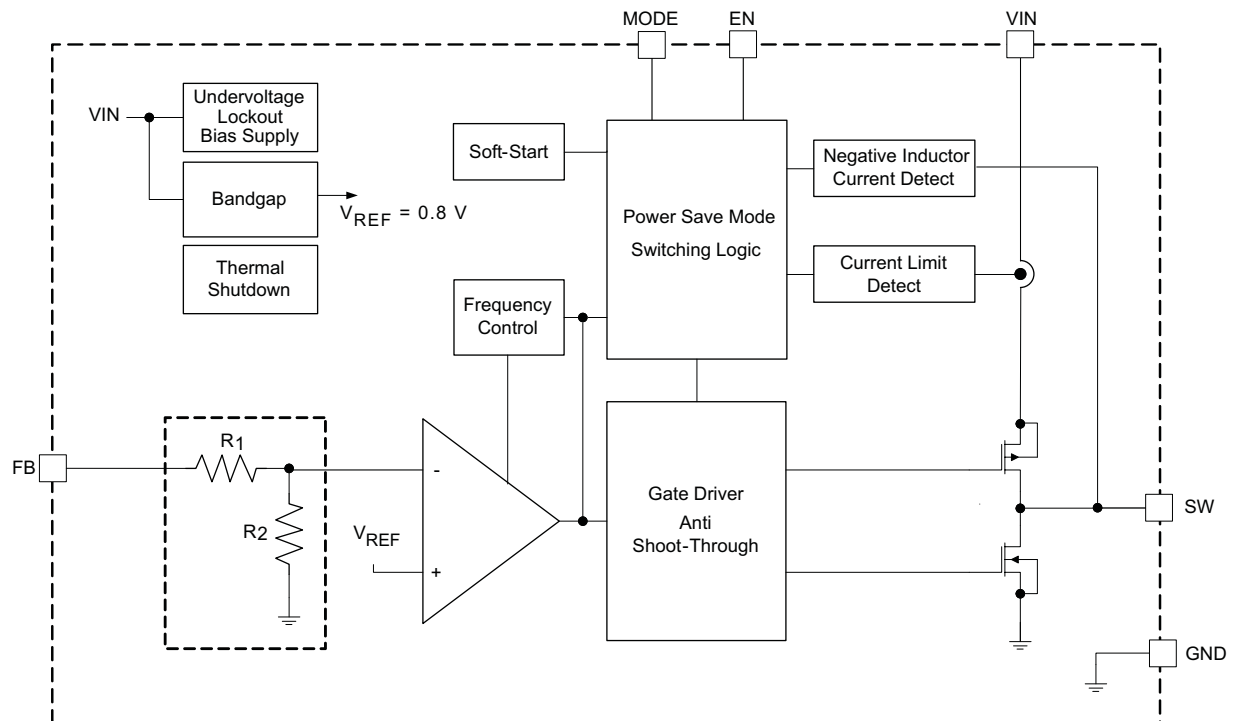 MODE EN VIN
VIN
Undervoltage
Lockout
Bias Supply
Bandgap
V_REF = 0.8 V
Thermal
Shutdown
Soft-Start
Frequency
Control
Power Save Mode
Switching Logic
Negative Inductor
Current Detect
Current Limit
Detect
FB
R1
R2
-
V_REF
+
Gate Driver
Anti
Shoot-Through
SW
GND